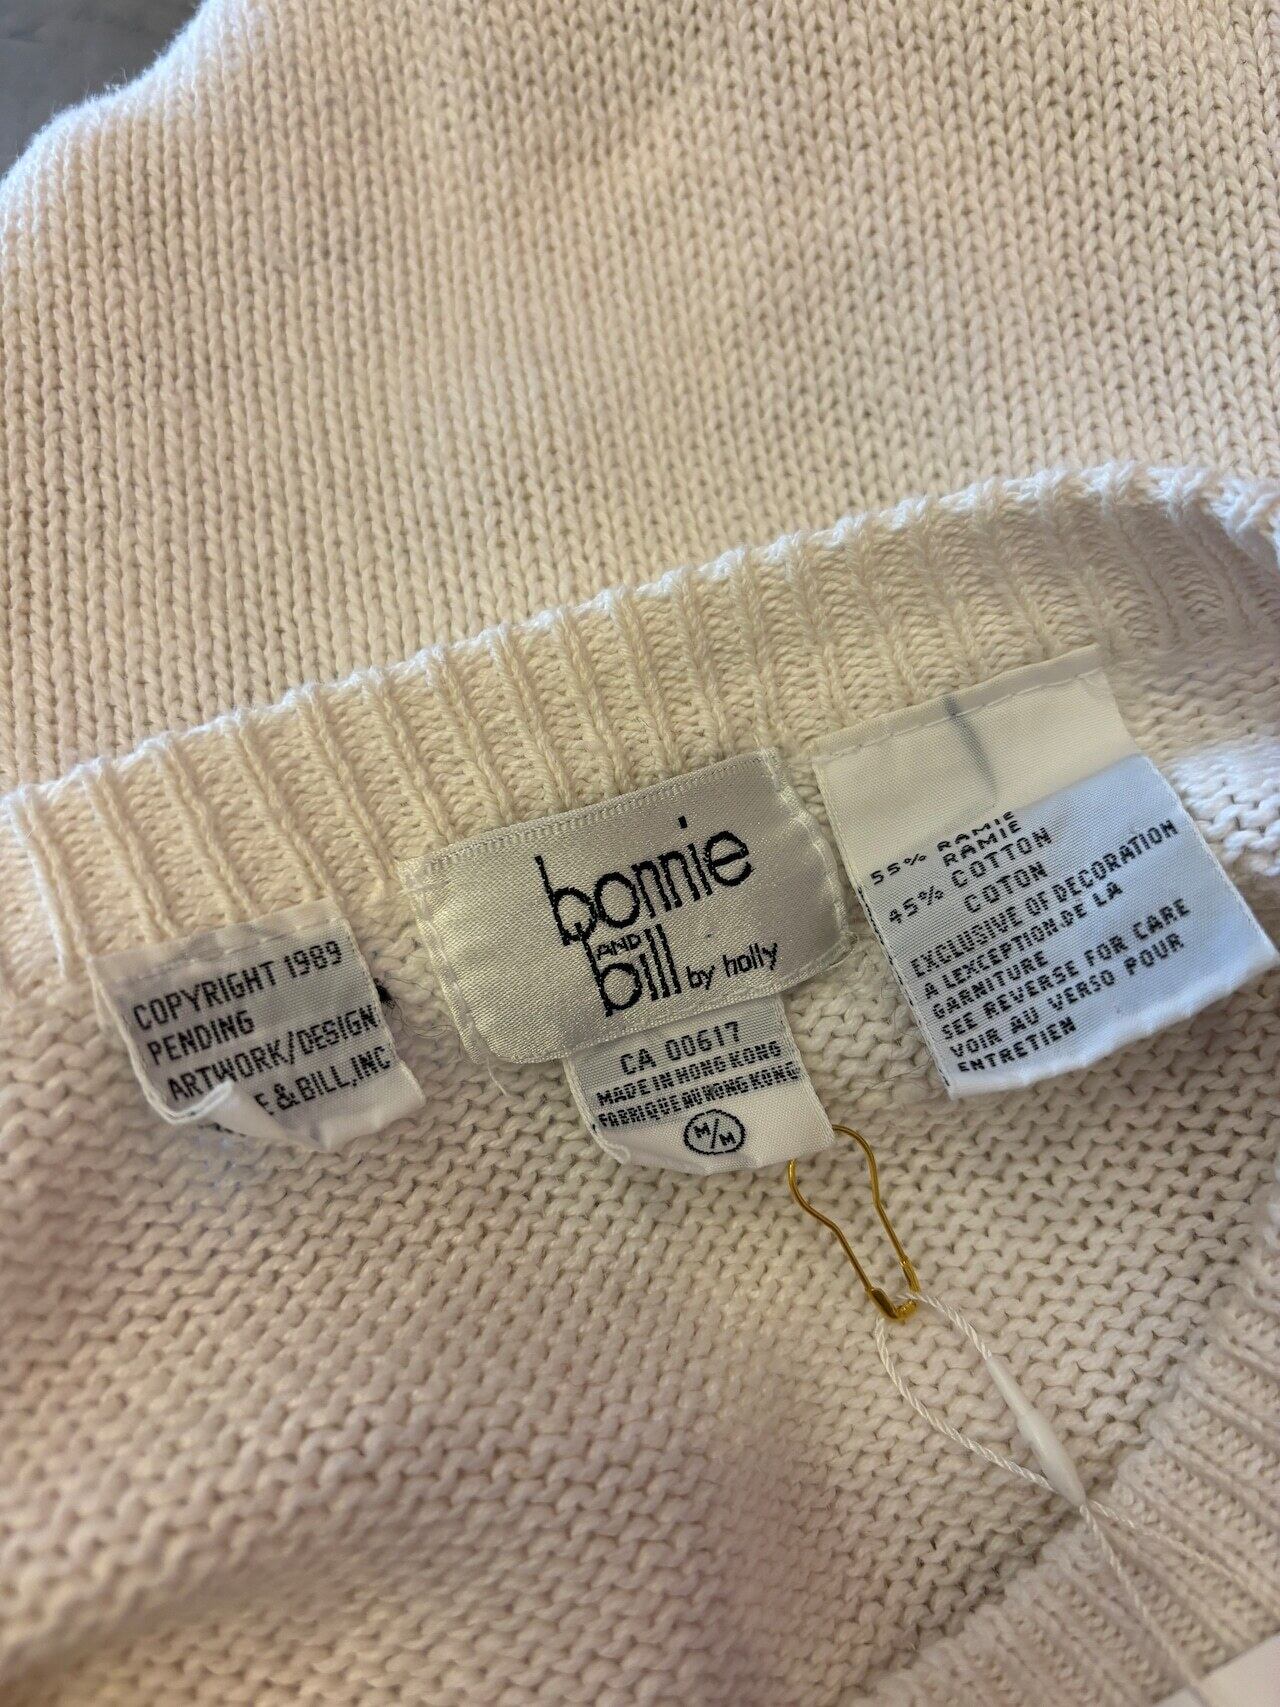 COPYRIGHT 1989
PENDING
ARTWORK/DESIGN
E & BILL, INC
bonnie
AND
bill by holly
CA 00617
MADE IN HONG KONG
FABRIQUE AU HONG KONG
M/M
55% RAMIE
RAMIE
45% COTTON
COTON
EXCLUSIVE OF DECORATION
A LEXCEPTION.DE LA
GARNITURE
SEE REVERSE FOR CARE
VOIR AU VERSO POUR
ENTRETIEN